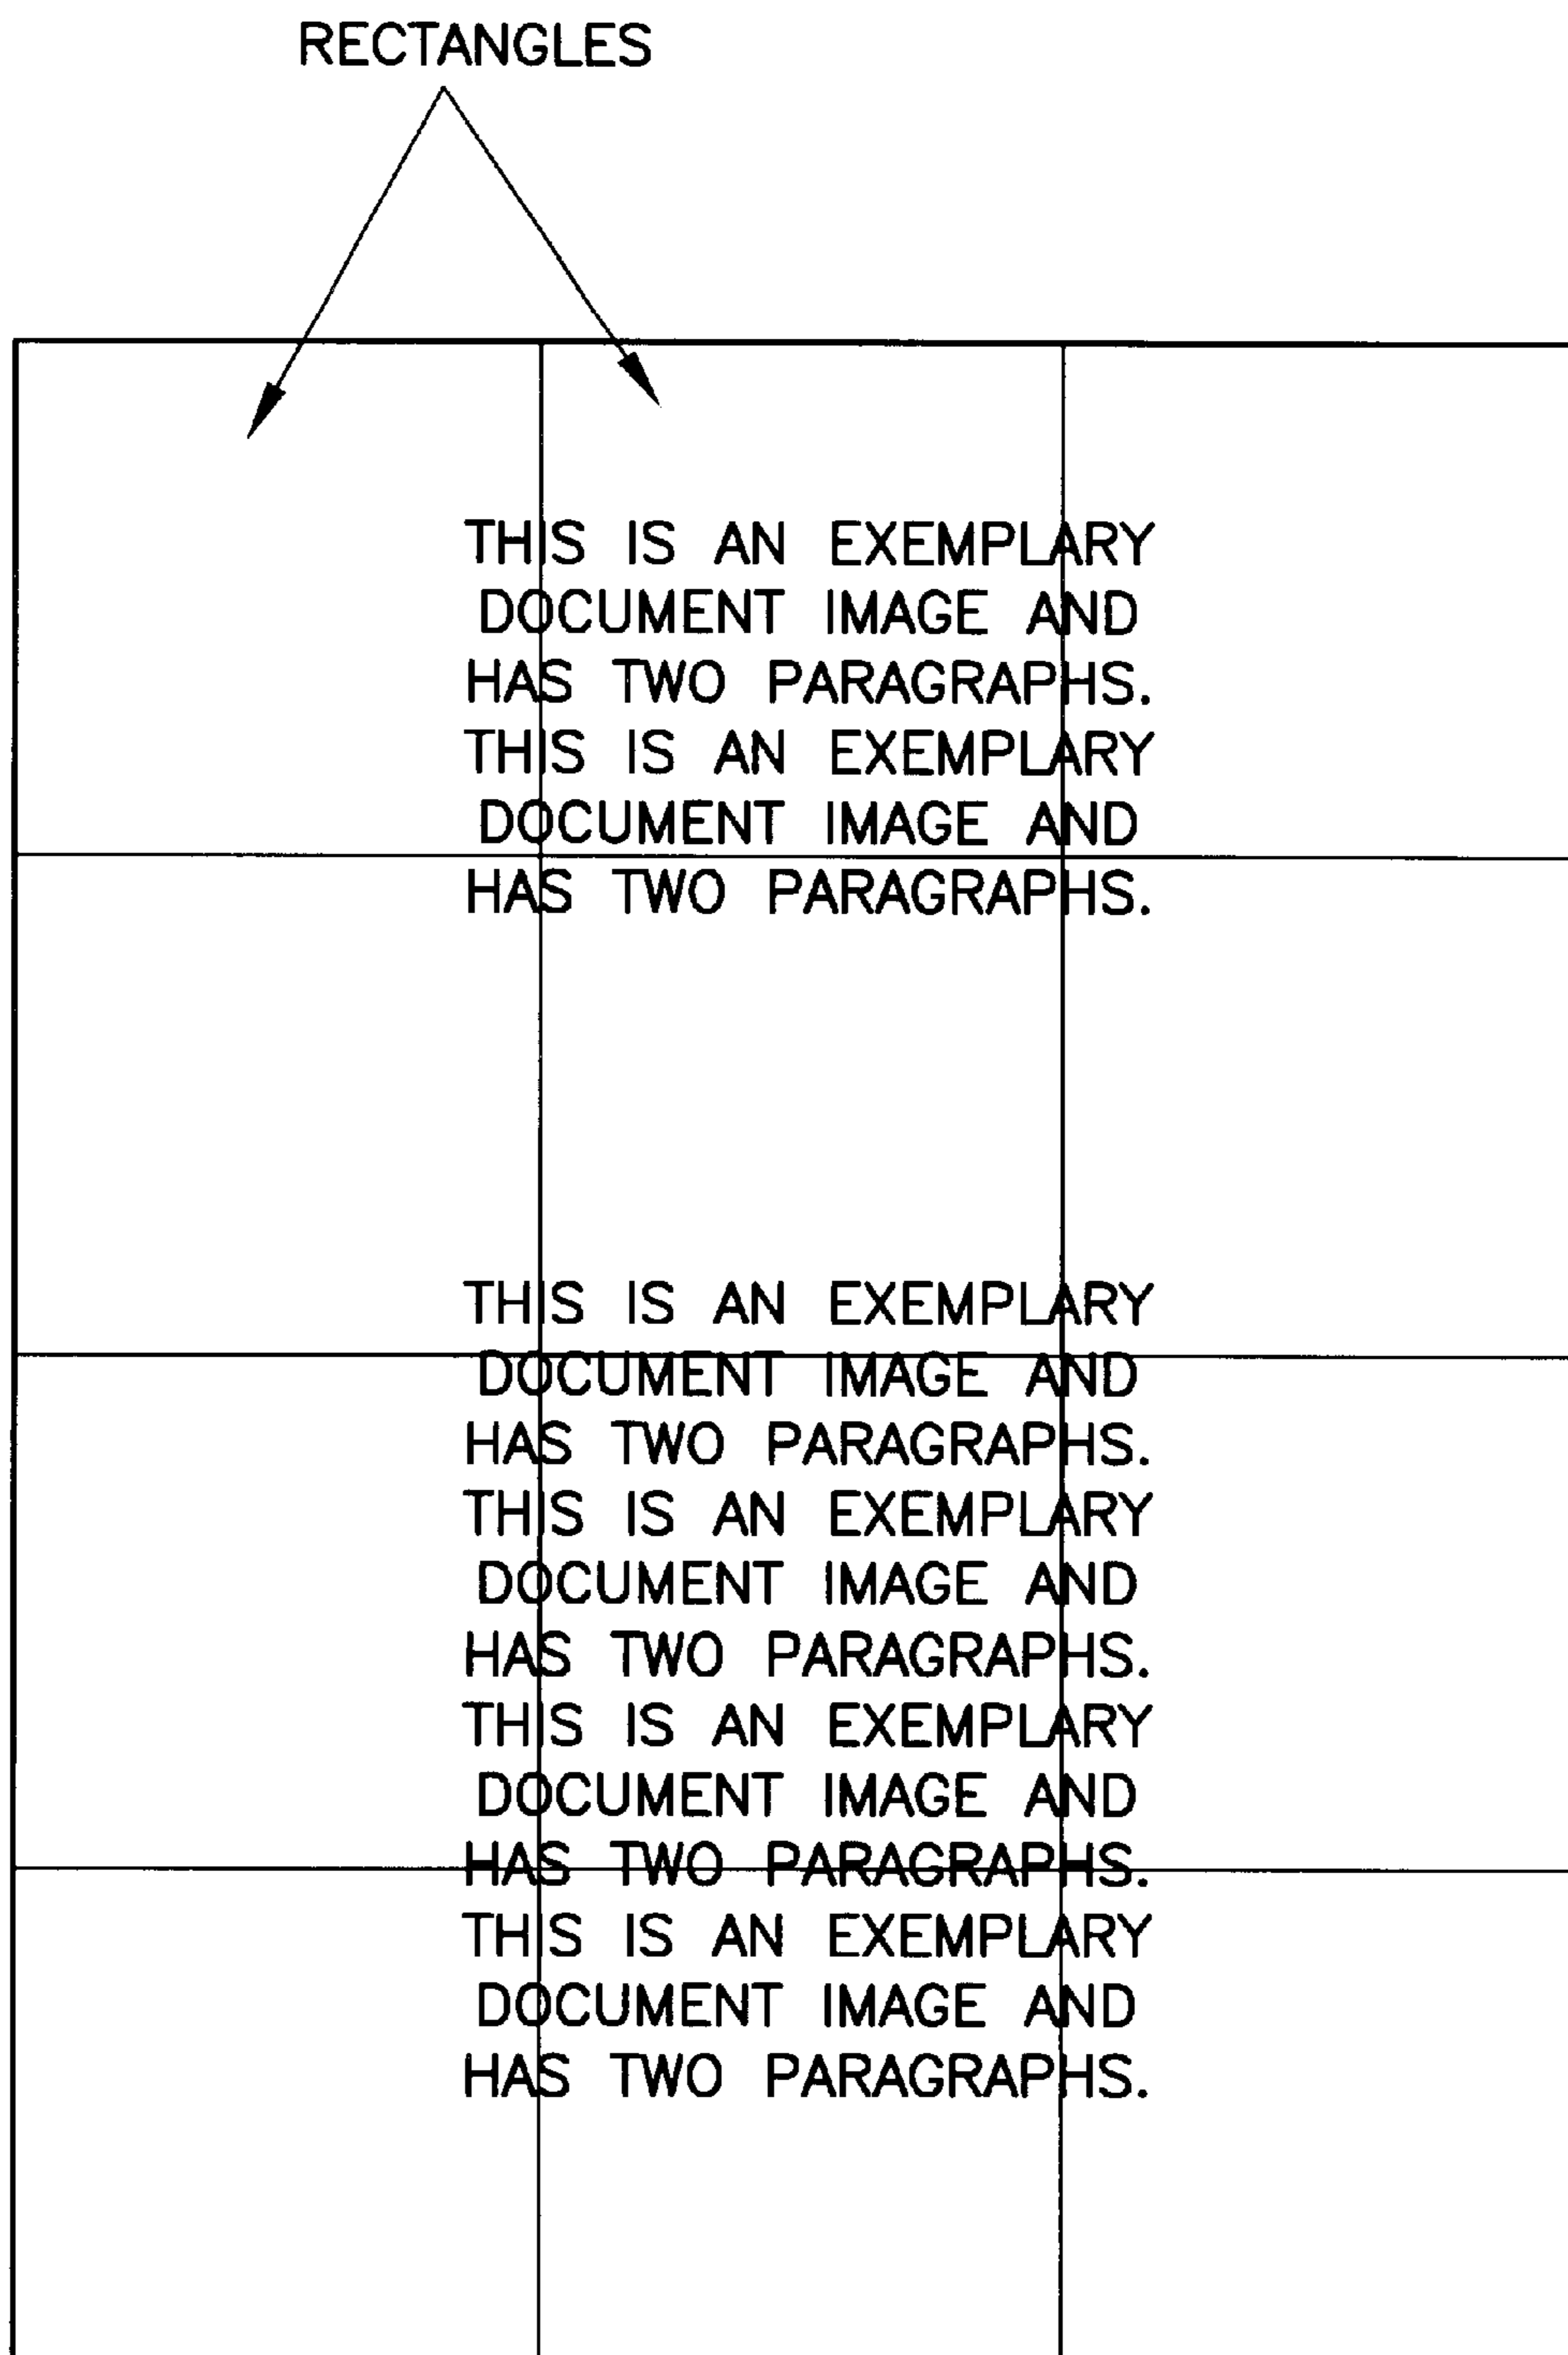 RECTANGLES
THIS IS AN EXEMPLARY
DOCUMENT IMAGE AND
HAS TWO PARAGRAPHS.
THIS IS AN EXEMPLARY
DOCUMENT IMAGE AND
HAS TWO PARAGRAPHS.
THIS IS AN EXEMPLARY
DOCUMENT IMAGE AND
HAS TWO PARAGRAPHS.
THIS IS AN EXEMPLARY
DOCUMENT IMAGE AND
HAS TWO PARAGRAPHS.
THIS IS AN EXEMPLARY
DOCUMENT IMAGE AND
HAS TWO PARAGRAPHS.
THIS IS AN EXEMPLARY
DOCUMENT IMAGE AND
HAS TWO PARAGRAPHS.